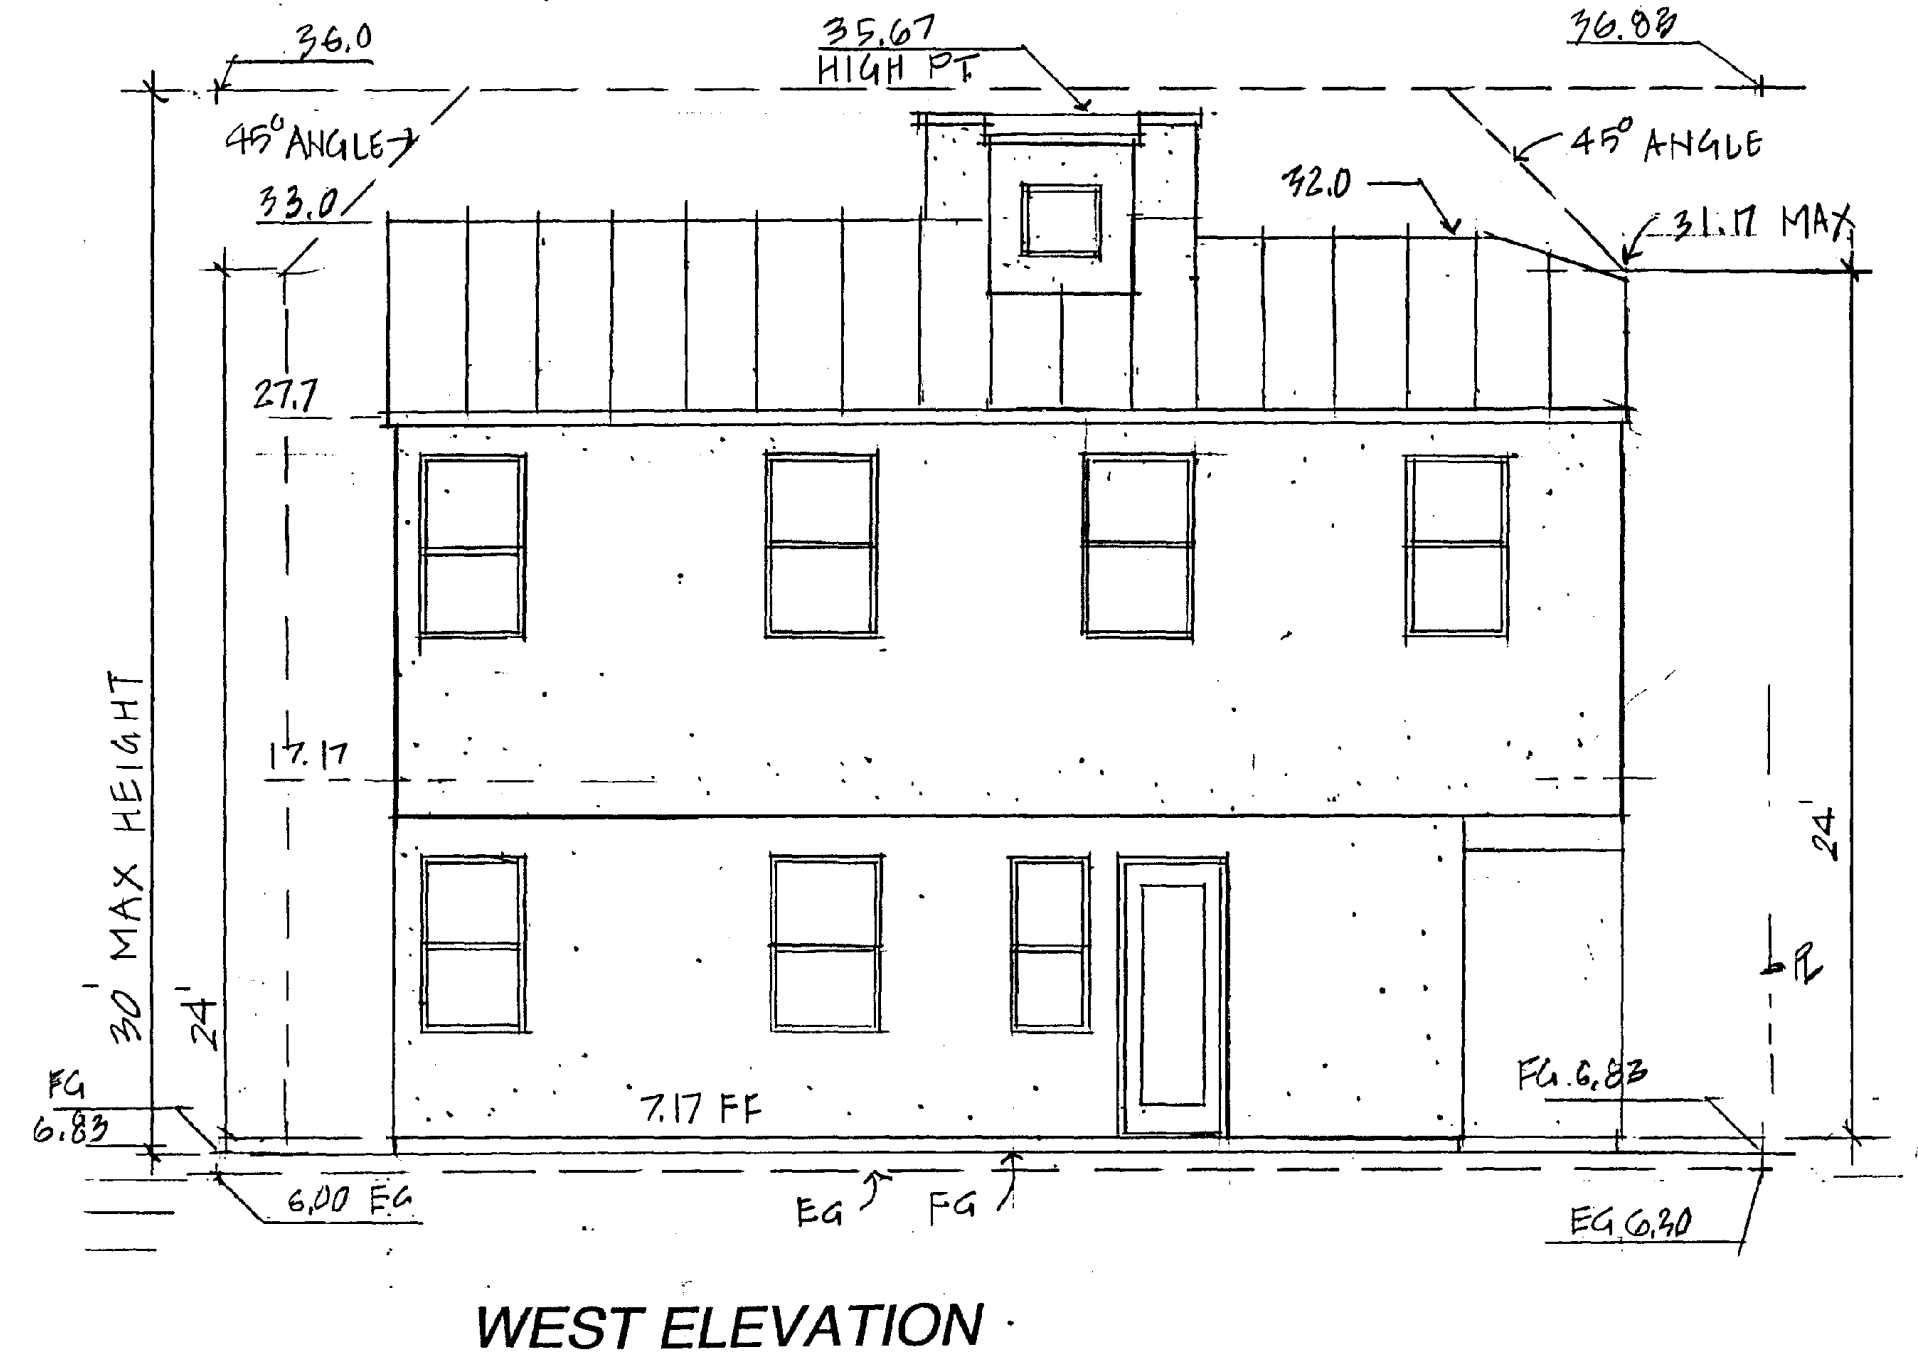 36.0
35.67
HIGH PT.
36.83
45° ANGLE
45° ANGLE
33.0
32.0
31.17 MAX
27.7
17.17
30' MAX HEIGHT
24'
24'
PL
FG
6.83
7.17 FF
FG 6.83
6.00 EG
EG
FG
EG 6.30
WEST ELEVATION